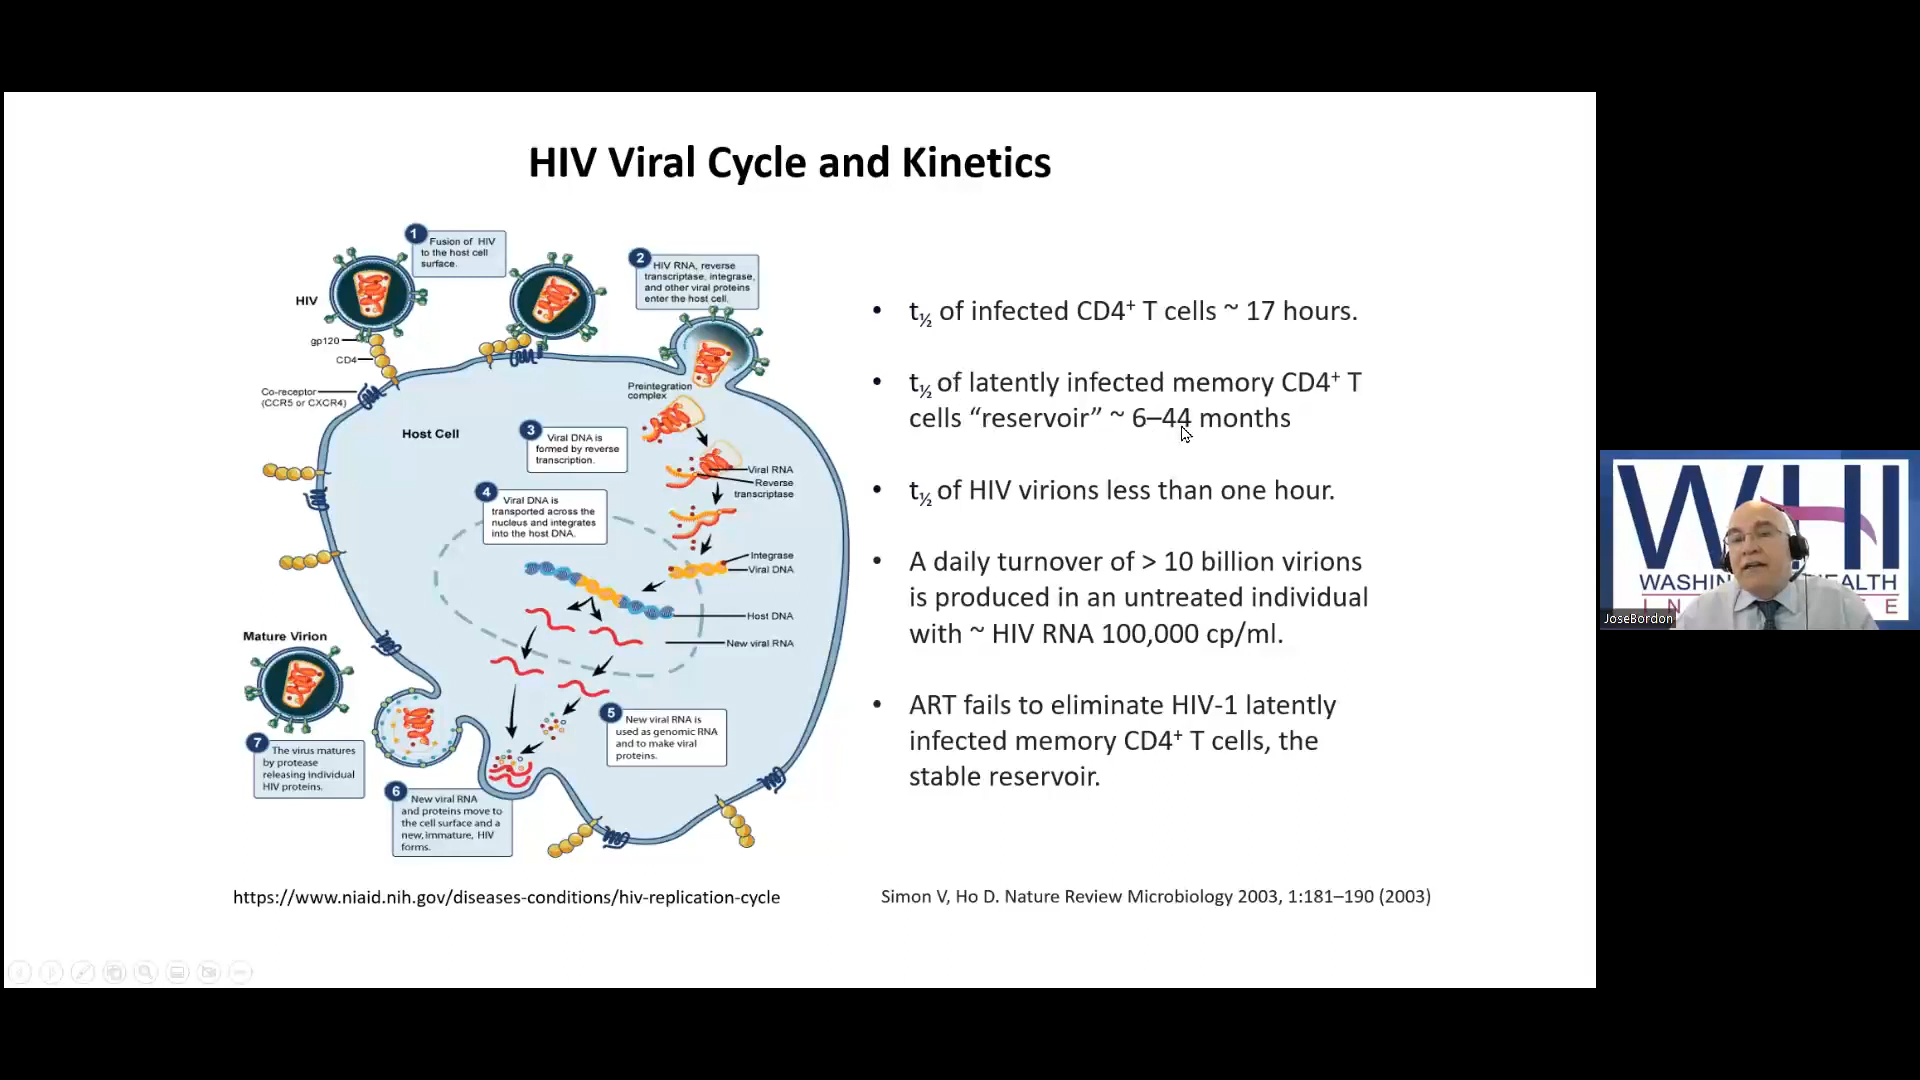 HIV Viral Cycle and Kinetics
1
Fusion of HIV
to the host cell
surface.
2
HIV RNA, reverse
transcriptase, integrase,
and other viral proteins
enter the host cell.
HIV
gp120
CD4
Co-receptor
(CCR5 or CXCR4)
Host Cell
Preintegration
complex
3
Viral DNA is
formed by reverse
transcription.
Viral RNA
Reverse
transcriptase
4
Viral DNA is
transported across the
nucleus and integrates
into the host DNA.
Integrase
Viral DNA
Host DNA
New viral RNA
Mature Virion
5
New viral RNA is
used as genomic RNA
and to make viral
proteins.
7
The virus matures
by protease
releasing individual
HIV proteins.
6
New viral RNA
and proteins move to
the cell surface and a
new, immature, HIV
forms.
https://www.niaid.nih.gov/diseases-conditions/hiv-replication-cycle
• t½ of infected CD4⁺ T cells ~ 17 hours.
• t½ of latently infected memory CD4⁺ T
cells “reservoir” ~ 6–44 months
• t½ of HIV virions less than one hour.
• A daily turnover of > 10 billion virions
is produced in an untreated individual
with ~ HIV RNA 100,000 cp/ml.
• ART fails to eliminate HIV-1 latently
infected memory CD4⁺ T cells, the
stable reservoir.
Simon V, Ho D. Nature Review Microbiology 2003, 1:181–190 (2003)
WHI
JoseBordon